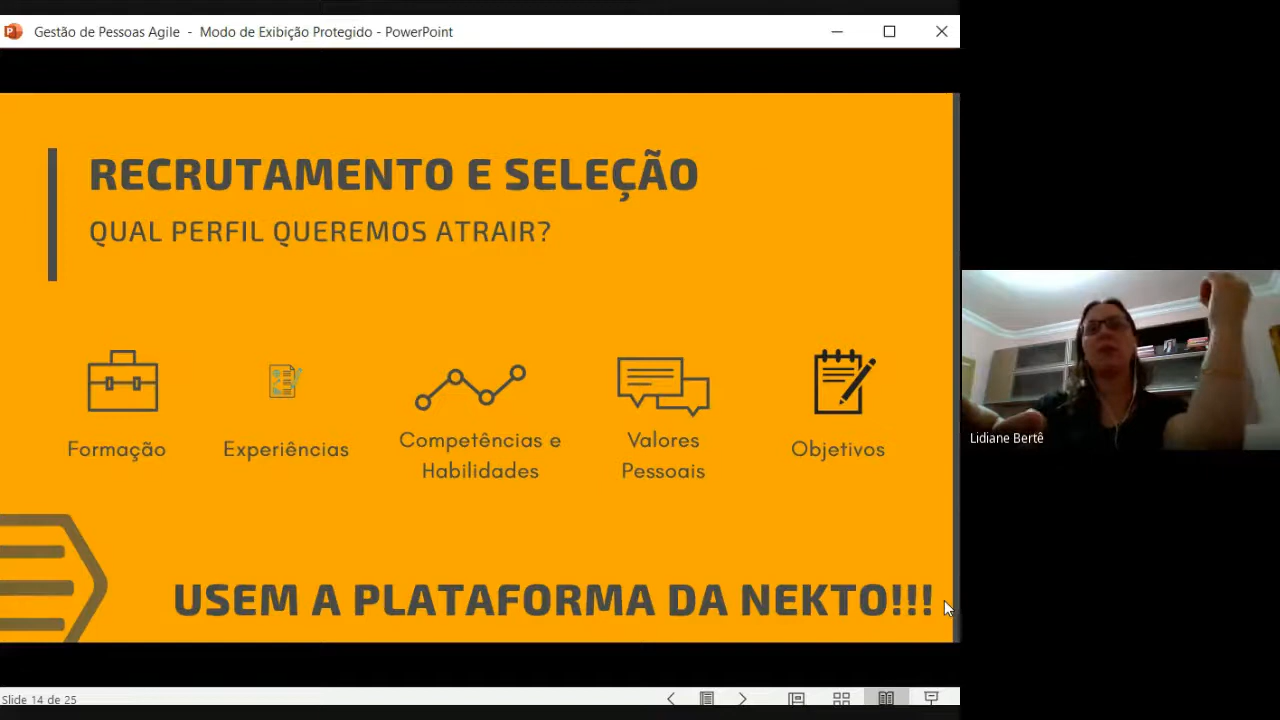 Gestão de Pessoas Agile - Modo de Exibição Protegido - PowerPoint
RECRUTAMENTO E SELEÇÃO
QUAL PERFIL QUEREMOS ATRAIR?
Formação
Experiências
Competências e
Habilidades
Valores
Pessoais
Objetivos
USEM A PLATAFORMA DA NEKTO!!!
Lidiane Bertê
Slide 14 de 25